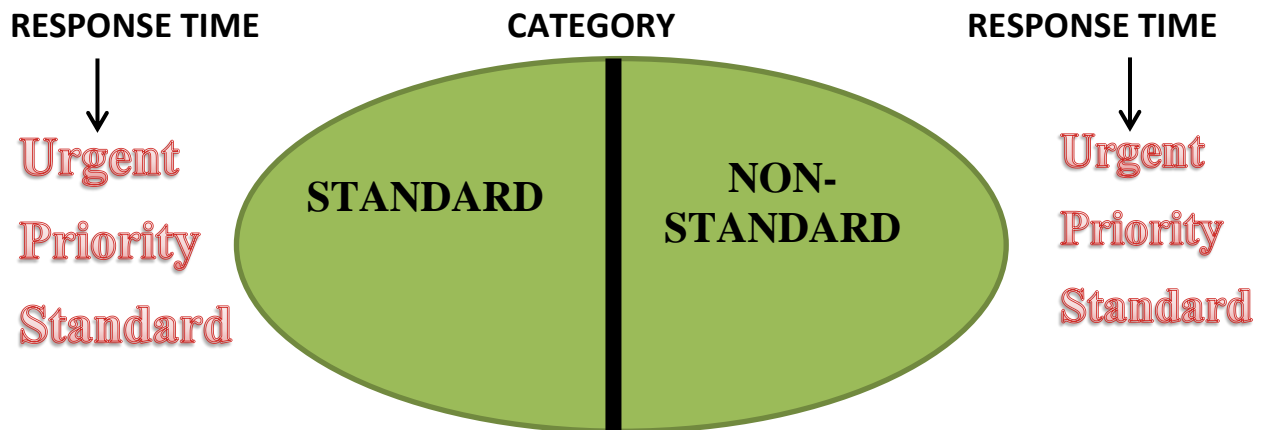 RESPONSE TIME
CATEGORY
RESPONSE TIME
Urgent
Priority
Standard
STANDARD
NON-
STANDARD
Urgent
Priority
Standard